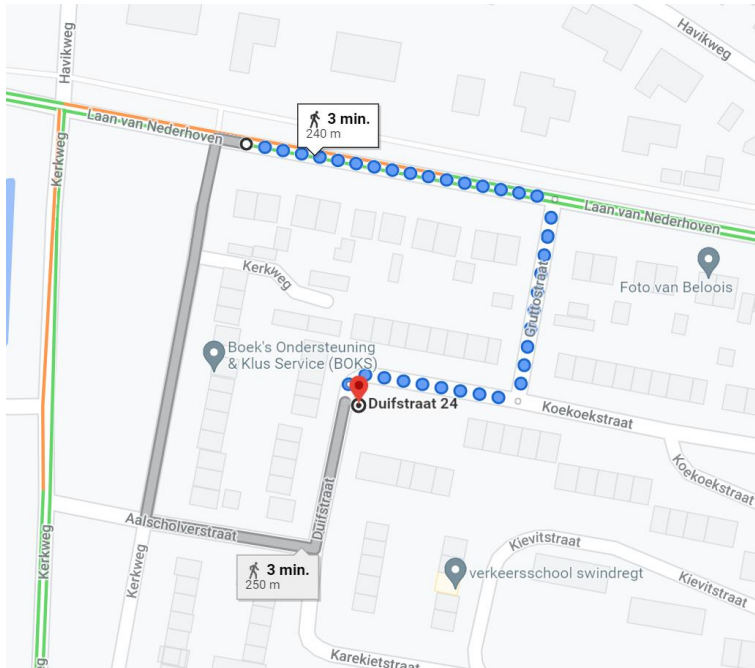 Havikweg
Havikweg
3 min.
240 m
Laan van Nederhoven
Kerkweg
Laan van Nederhoven
Foto van Beloois
Kerkweg
Gruttostraat
Boek's Ondersteuning
& Klus Service (BOKS)
Duifstraat 24
Koekoekstraat
Koekoekstraat
Duifstraat
Aalscholverstraat
Kerkweg
Kerkweg
3 min.
250 m
Kievitstraat
verkeersschool swindregt
Kievitstraat
Karekietstraat
Kerkweg